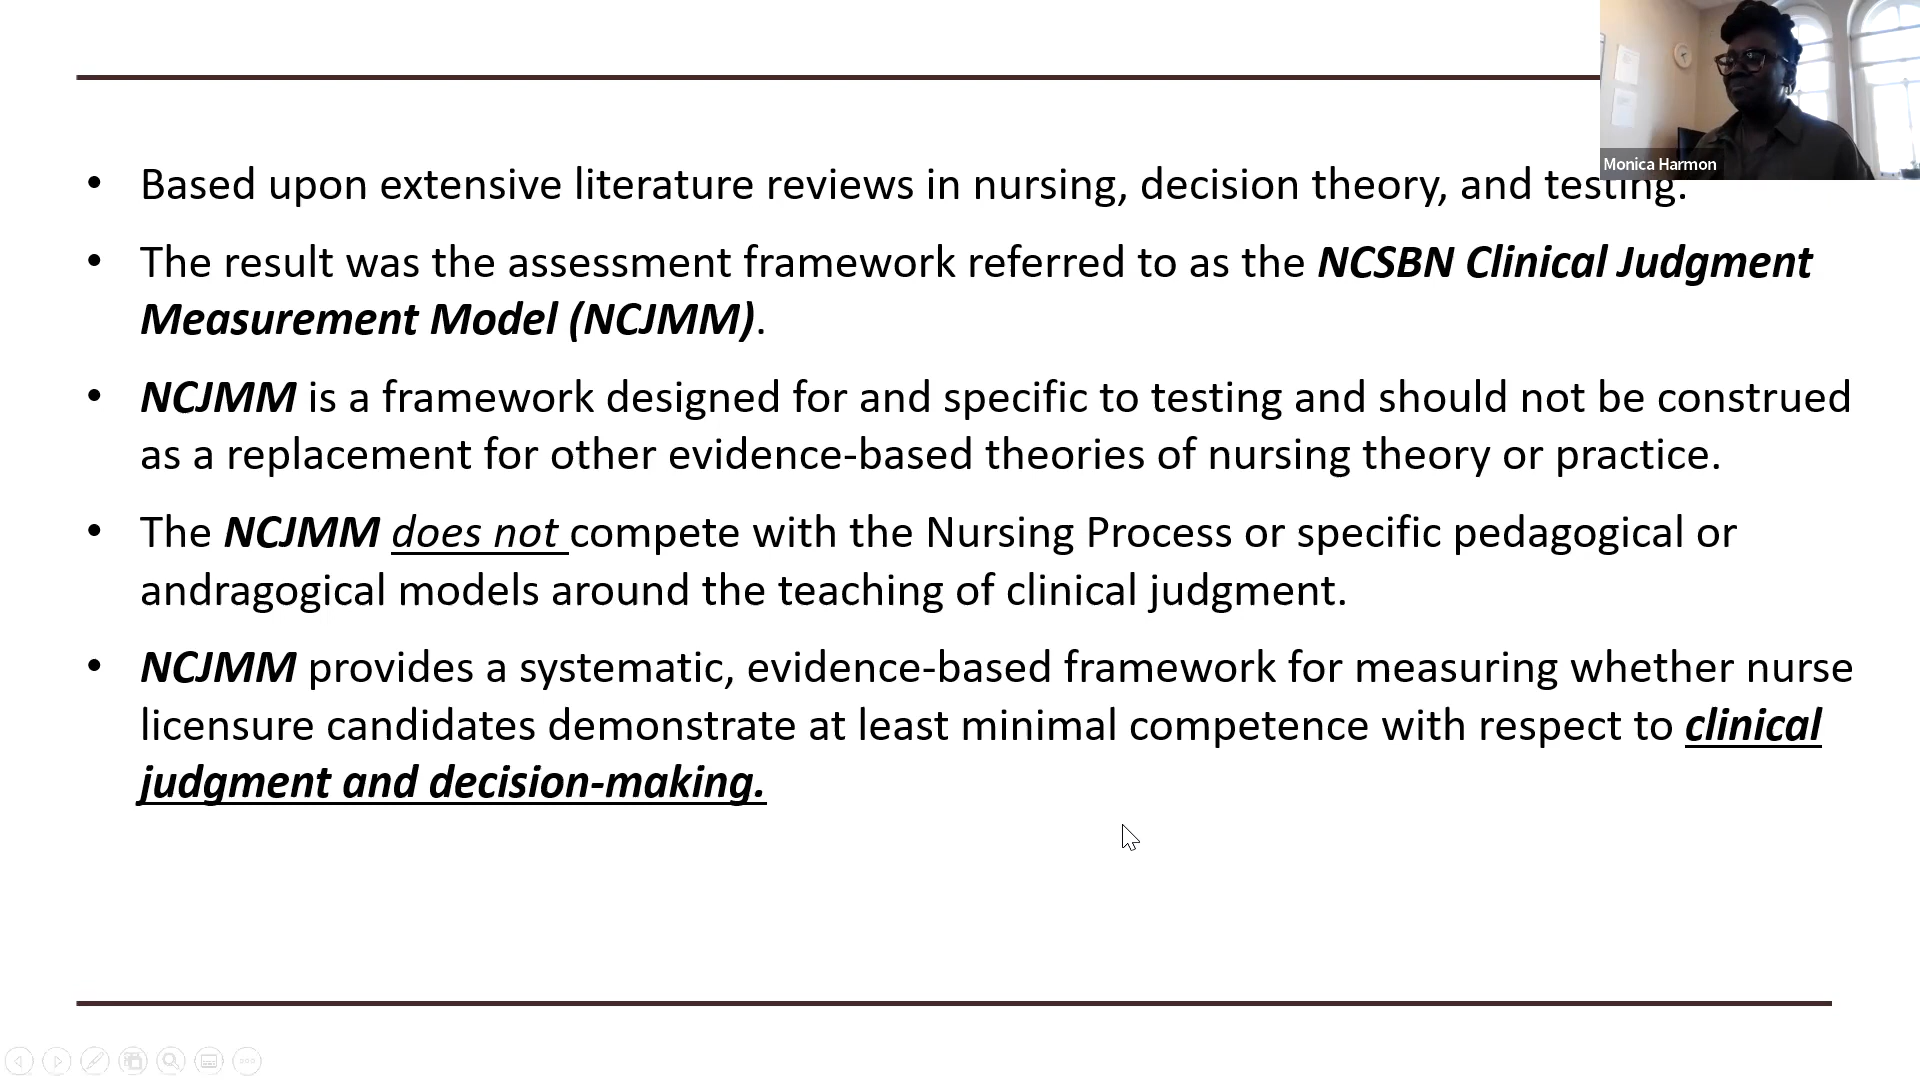 Monica Harmon
• Based upon extensive literature reviews in nursing, decision theory, and testing.
• The result was the assessment framework referred to as the NCSBN Clinical Judgment
Measurement Model (NCJMM).
• NCJMM is a framework designed for and specific to testing and should not be construed
as a replacement for other evidence-based theories of nursing theory or practice.
• The NCJMM does not compete with the Nursing Process or specific pedagogical or
andragogical models around the teaching of clinical judgment.
• NCJMM provides a systematic, evidence-based framework for measuring whether nurse
licensure candidates demonstrate at least minimal competence with respect to clinical
judgment and decision-making.